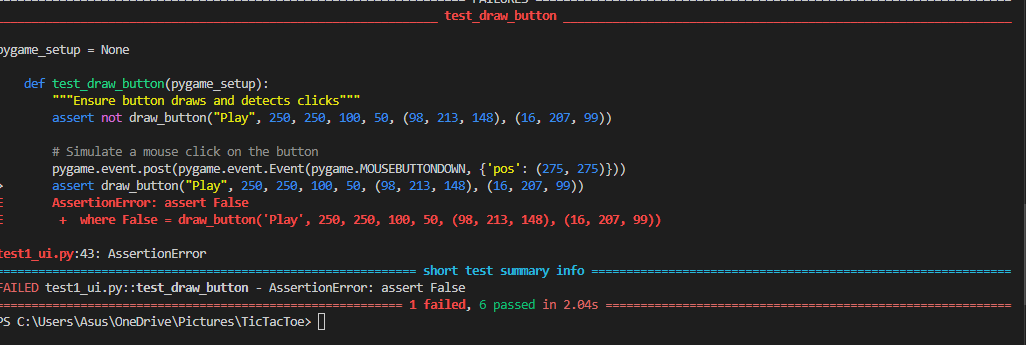 FAILURES
test_draw_button
pygame_setup = None
def test_draw_button(pygame_setup):
"""Ensure button draws and detects clicks"""
assert not draw_button("Play", 250, 250, 100, 50, (98, 213, 148), (16, 207, 99))
# Simulate a mouse click on the button
pygame.event.post(pygame.event.Event(pygame.MOUSEBUTTONDOWN, {'pos': (275, 275)}))
> assert draw_button("Play", 250, 250, 100, 50, (98, 213, 148), (16, 207, 99))
E AssertionError: assert False
E + where False = draw_button('Play', 250, 250, 100, 50, (98, 213, 148), (16, 207, 99))
test1_ui.py:43: AssertionError
short test summary info
FAILED test1_ui.py::test_draw_button - AssertionError: assert False
1 failed, 6 passed in 2.04s
PS C:\Users\Asus\OneDrive\Pictures\TicTacToe>